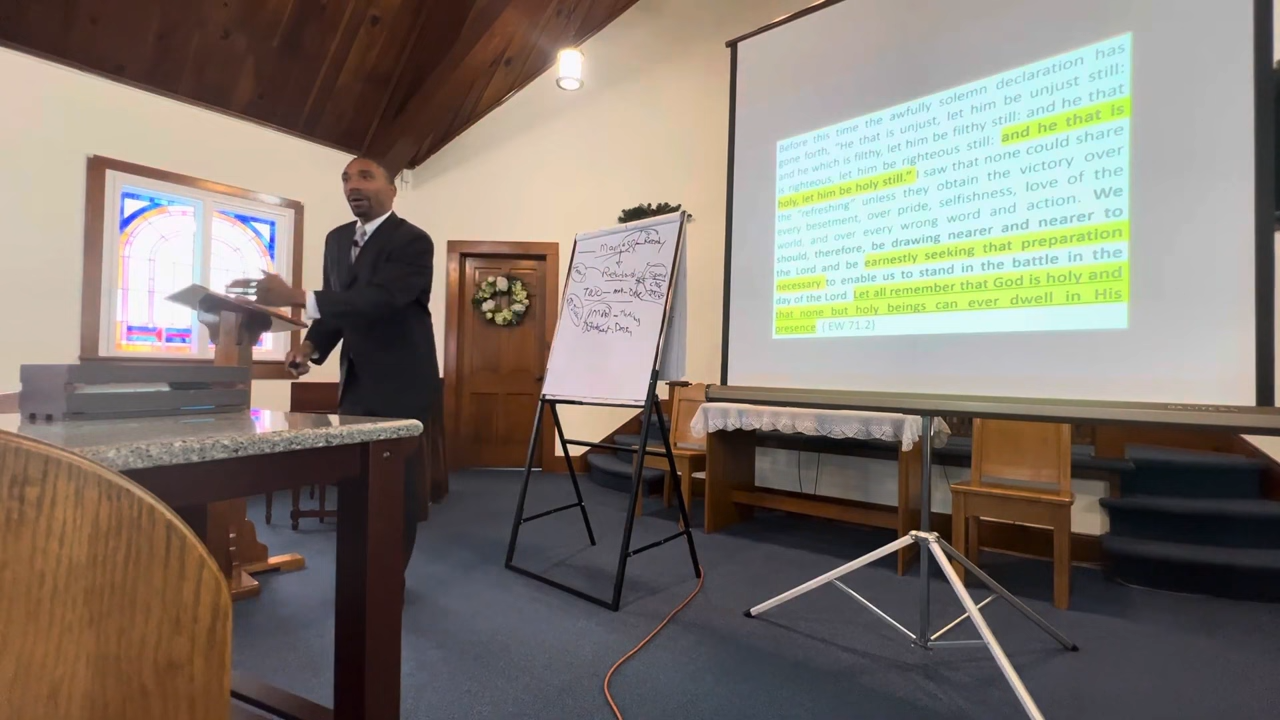 Before this time the awfully solemn declaration has
gone forth, "He that is unjust, let him be unjust still:
and he which is filthy, let him be filthy still: and he that
is righteous, let him be righteous still: and he that is
holy, let him be holy still." I saw that none could share
the "refreshing" unless they obtain the victory over
every besetment, over pride, selfishness, love of the
world, and over every wrong word and action. We
should, therefore, be drawing nearer and nearer to
the Lord and be earnestly seeking that preparation
necessary to enable us to stand in the battle in the
day of the Lord. Let all remember that God is holy and
that none but holy beings can ever dwell in His
presence. ( EW 71.2)
TWO